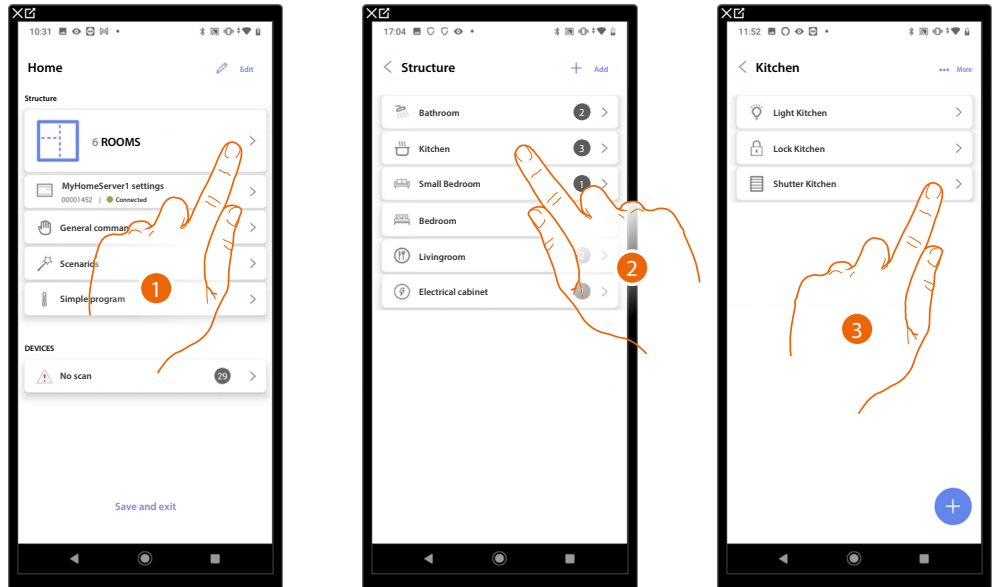 10:31
Home
Edit
Structure
6 ROOMS
MyHomeServer1 settings
00001452 | Connected
General comman
Scenarios
Simple program
1
DEVICES
No scan
29
Save and exit
17:04
Structure
Add
Bathroom
2
Kitchen
3
Small Bedroom
1
Bedroom
Livingroom
2
Electrical cabinet
1
2
11:52
Kitchen
More
Light Kitchen
Lock Kitchen
Shutter Kitchen
3